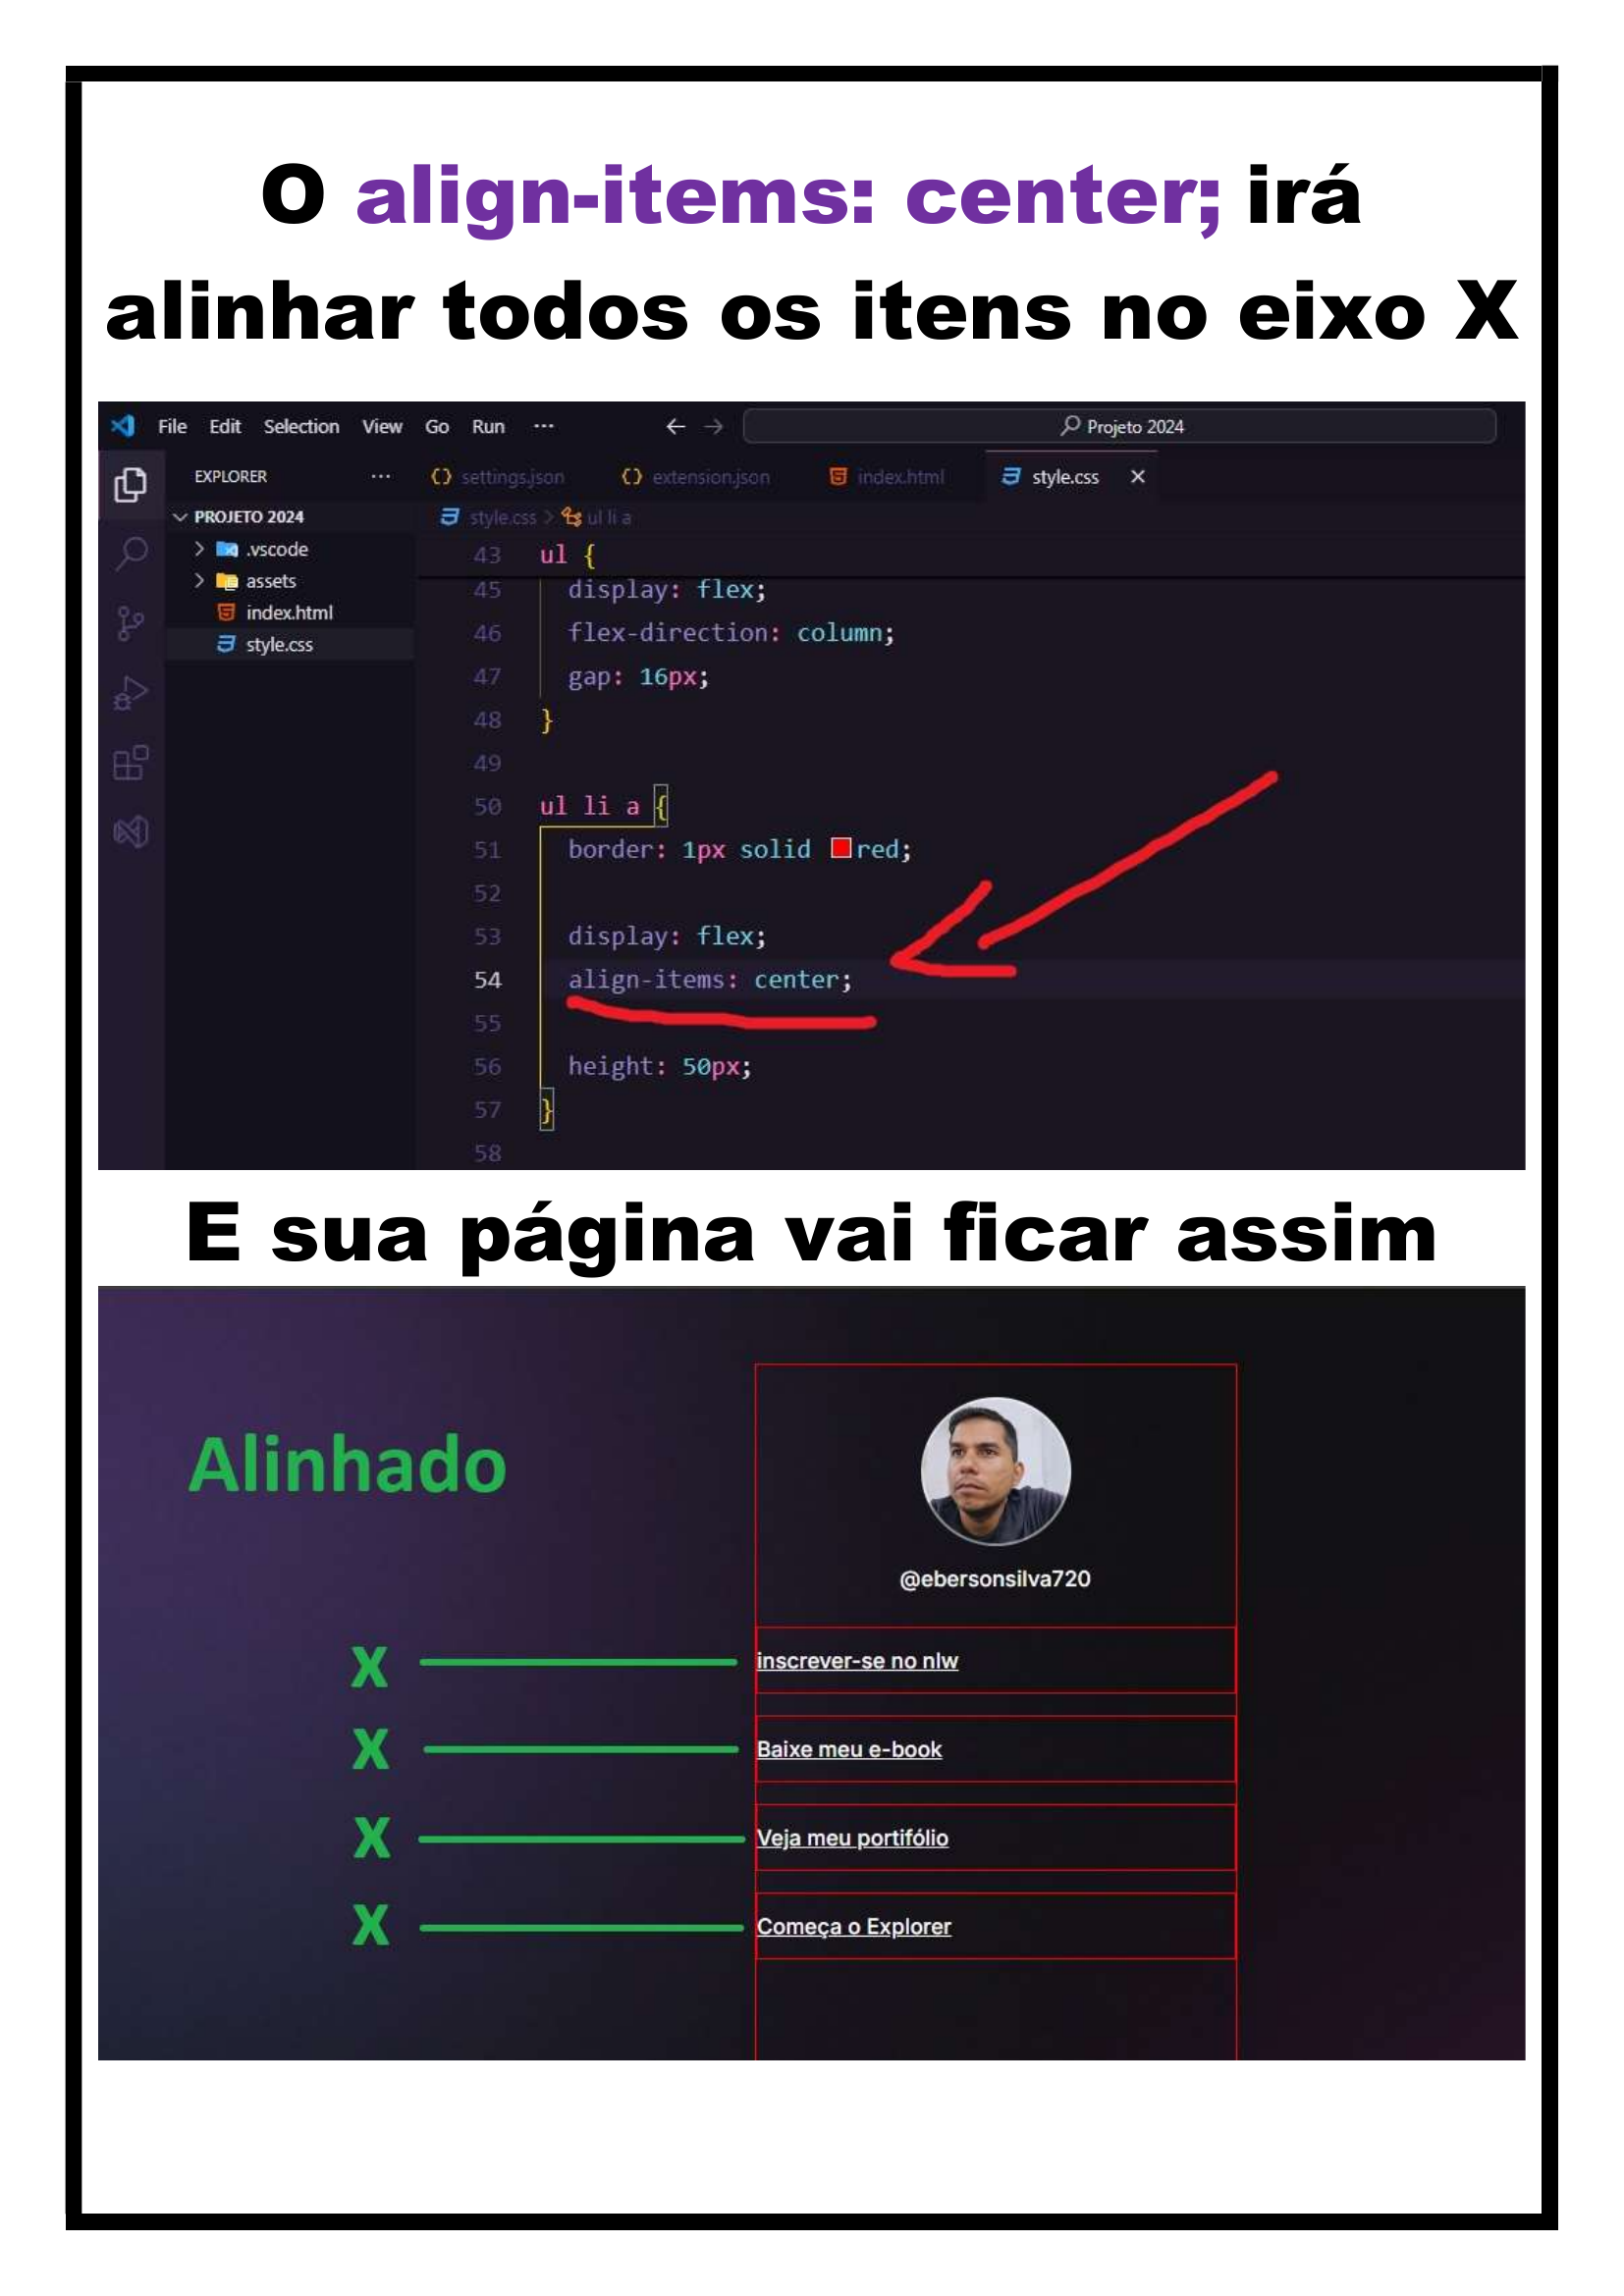 O align-items: center; irá
alinhar todos os itens no eixo X
File Edit Selection View Go Run ··· ← → Projeto 2024
EXPLORER ··· {} settings.json {} extension.json index.html style.css ×
PROJETO 2024 style.css > ul li a
.vscode
assets
index.html
style.css
43 ul {
45 display: flex;
46 flex-direction: column;
47 gap: 16px;
48 }
49
50 ul li a {
51 border: 1px solid red;
52
53 display: flex;
54 align-items: center;
55
56 height: 50px;
57 }
58
E sua página vai ficar assim
Alinhado
@ebersonsilva720
X inscrever-se no nlw
X Baixe meu e-book
X Veja meu portifólio
X Começa o Explorer